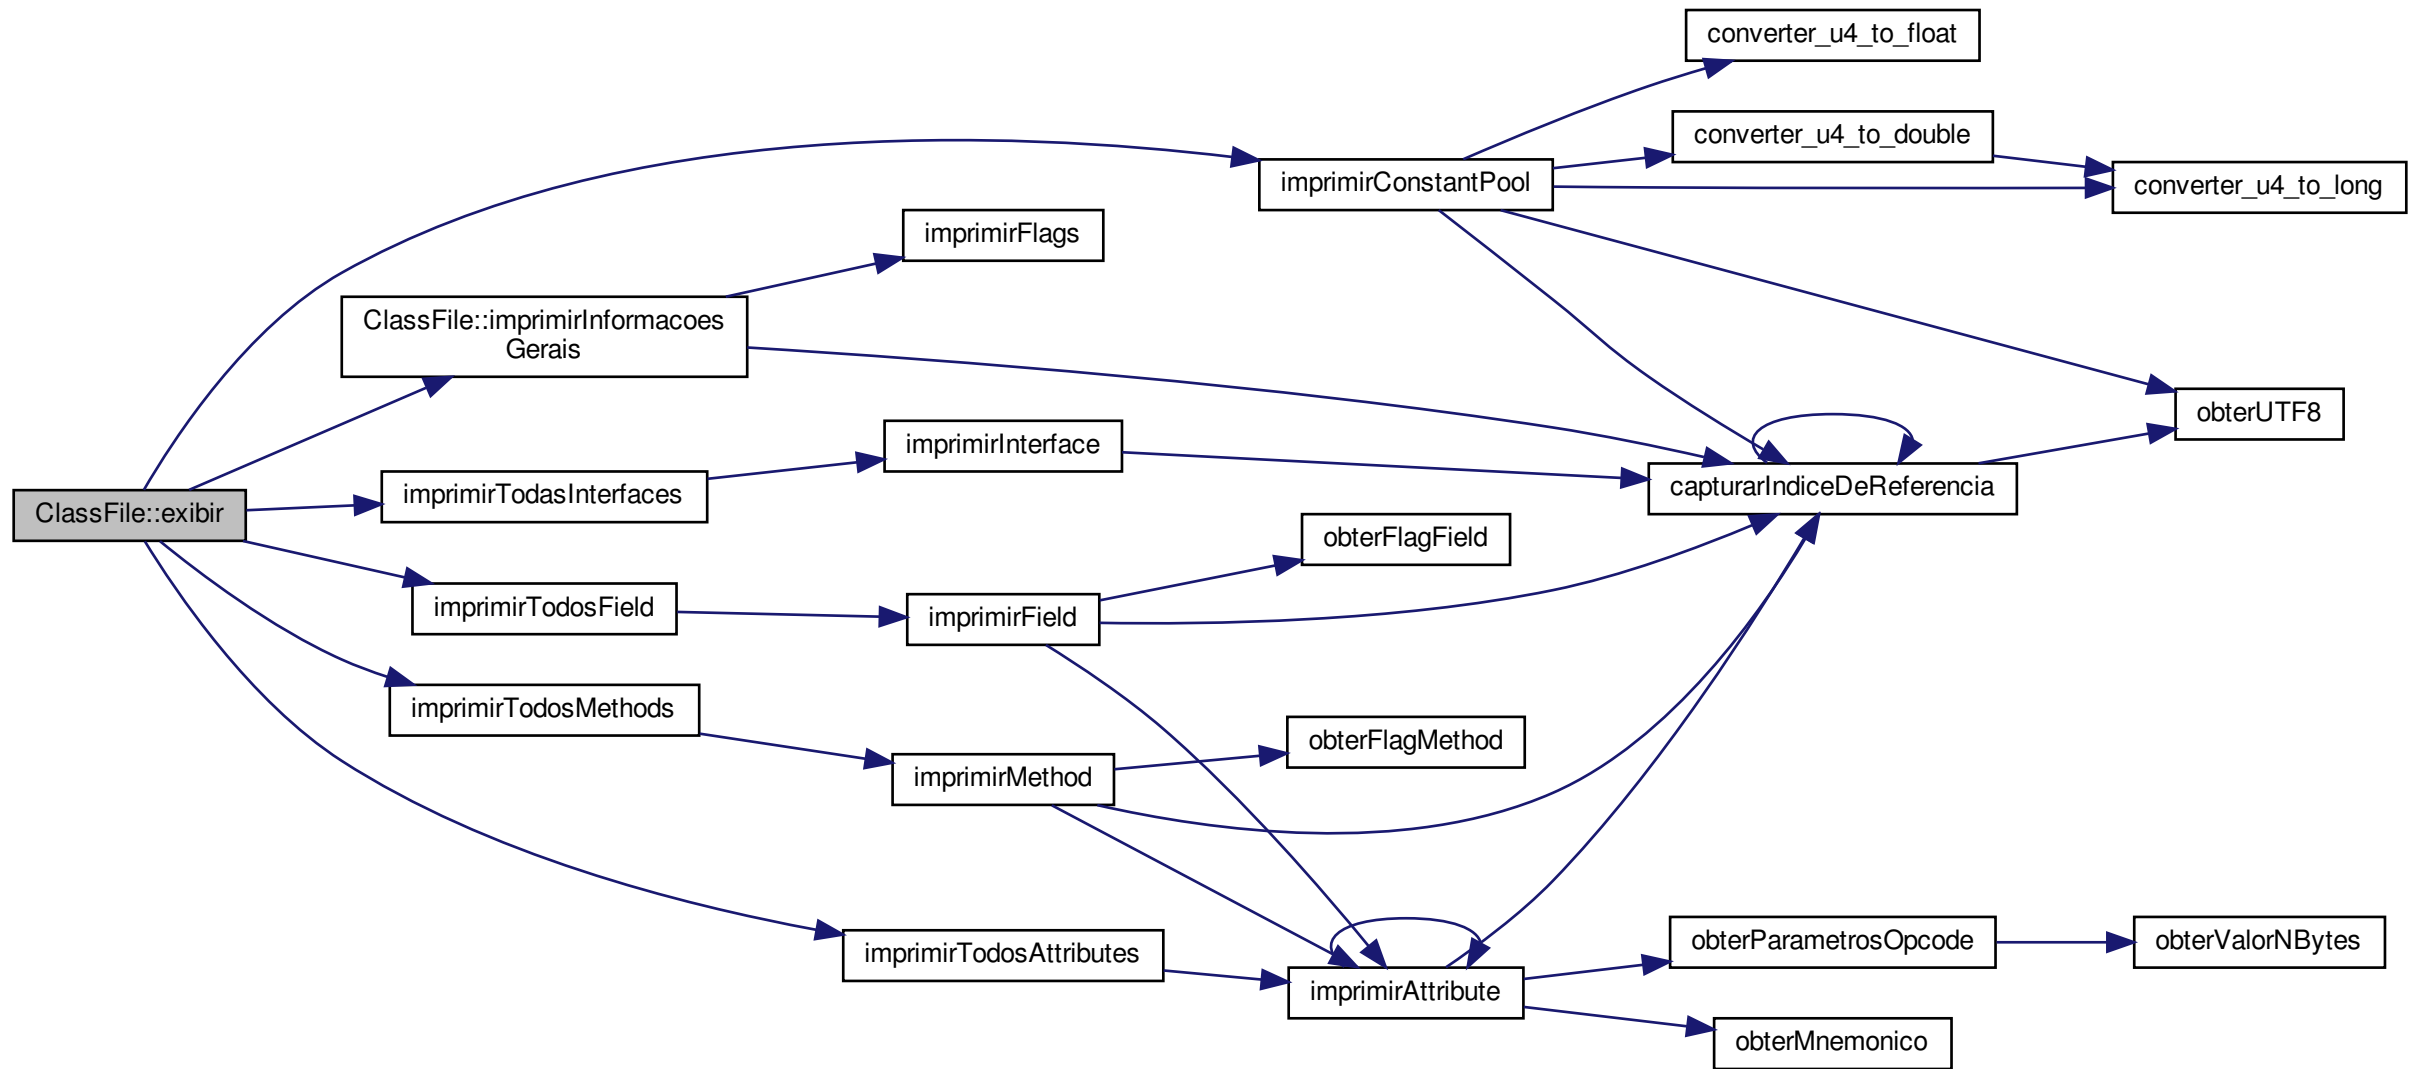 converter_u4_to_float
converter_u4_to_double
imprimirConstantPool
converter_u4_to_long
imprimirFlags
ClassFile::imprimirInformacoes
Gerais
obterUTF8
imprimirInterface
capturarIndiceDeReferencia
imprimirTodasInterfaces
ClassFile::exibir
obterFlagField
imprimirTodosField
imprimirField
imprimirTodosMethods
obterFlagMethod
imprimirMethod
obterParametrosOpcode
obterValorNBytes
imprimirTodosAttributes
imprimirAttribute
obterMnemonico